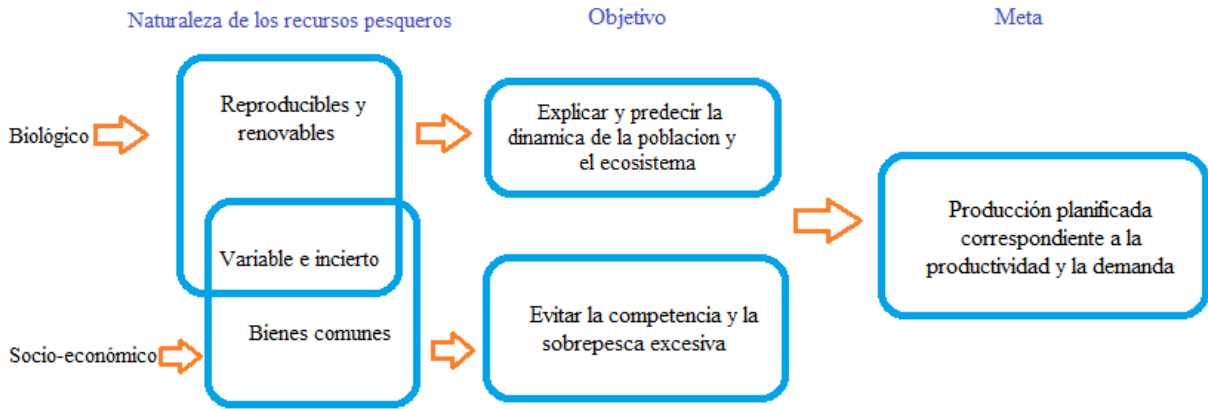 Naturaleza de los recursos pesqueros
Objetivo
Meta
Biológico
Reproducibles y
renovables
Explicar y predecir la
dinamica de la poblacion y
el ecosistema
Producción planificada
correspondiente a la
productividad y la demanda
Variable e incierto
Socio-económico
Bienes comunes
Evitar la competencia y la
sobrepesca excesiva